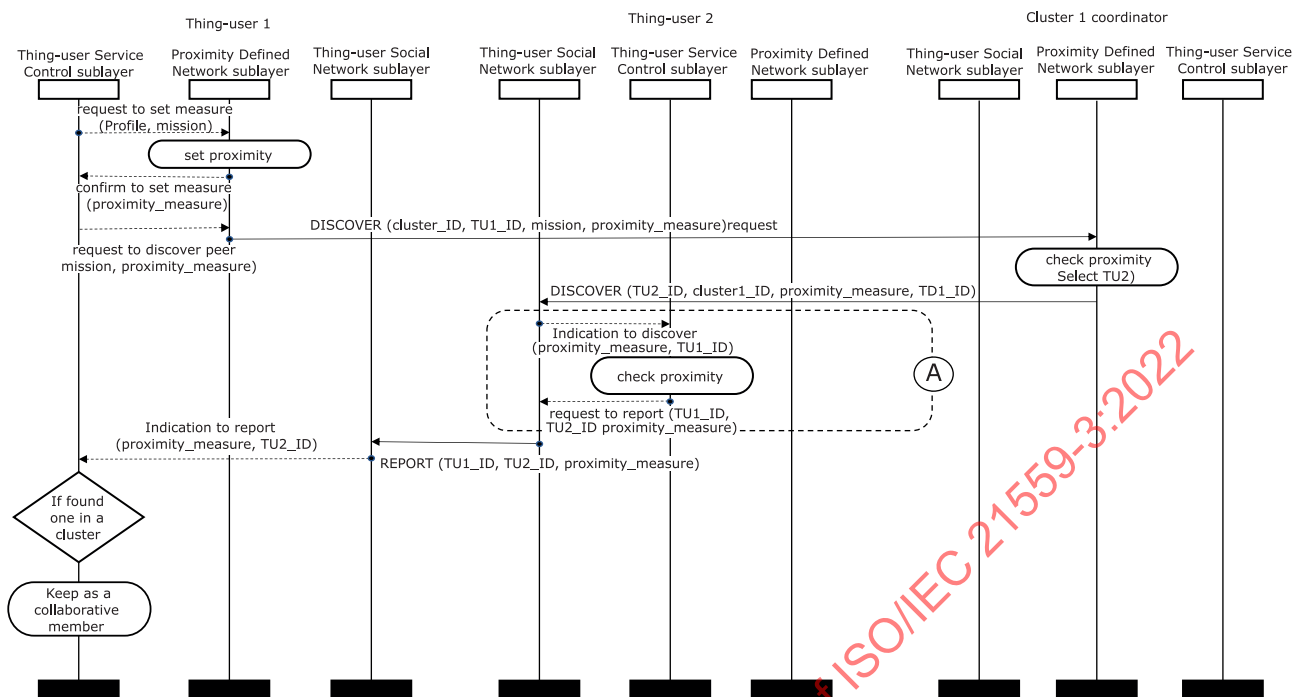 Thing-user 1
Thing-user 2
Cluster 1 coordinator
Thing-user Service
Control sublayer
Proximity Defined
Network sublayer
Thing-user Social
Network sublayer
Thing-user Social
Network sublayer
Thing-user Service
Control sublayer
Proximity Defined
Network sublayer
Thing-user Social
Network sublayer
Proximity Defined
Network sublayer
Thing-user Service
Control sublayer
request to set measure
(Profile, mission)
set proximity
confirm to set measure
(proximity_measure)
DISCOVER (cluster_ID, TU1_ID, mission, proximity_measure)request
request to discover peer
mission, proximity_measure)
check proximity
Select TU2)
DISCOVER (TU2_ID, cluster1_ID, proximity_measure, TD1_ID)
Indication to discover
(proximity_measure, TU1_ID)
check proximity
A
request to report (TU1_ID,
TU2_ID proximity_measure)
Indication to report
(proximity_measure, TU2_ID)
REPORT (TU1_ID, TU2_ID, proximity_measure)
If found
one in a
cluster
Keep as a
collaborative
member
f ISO/IEC 21559-3:2022